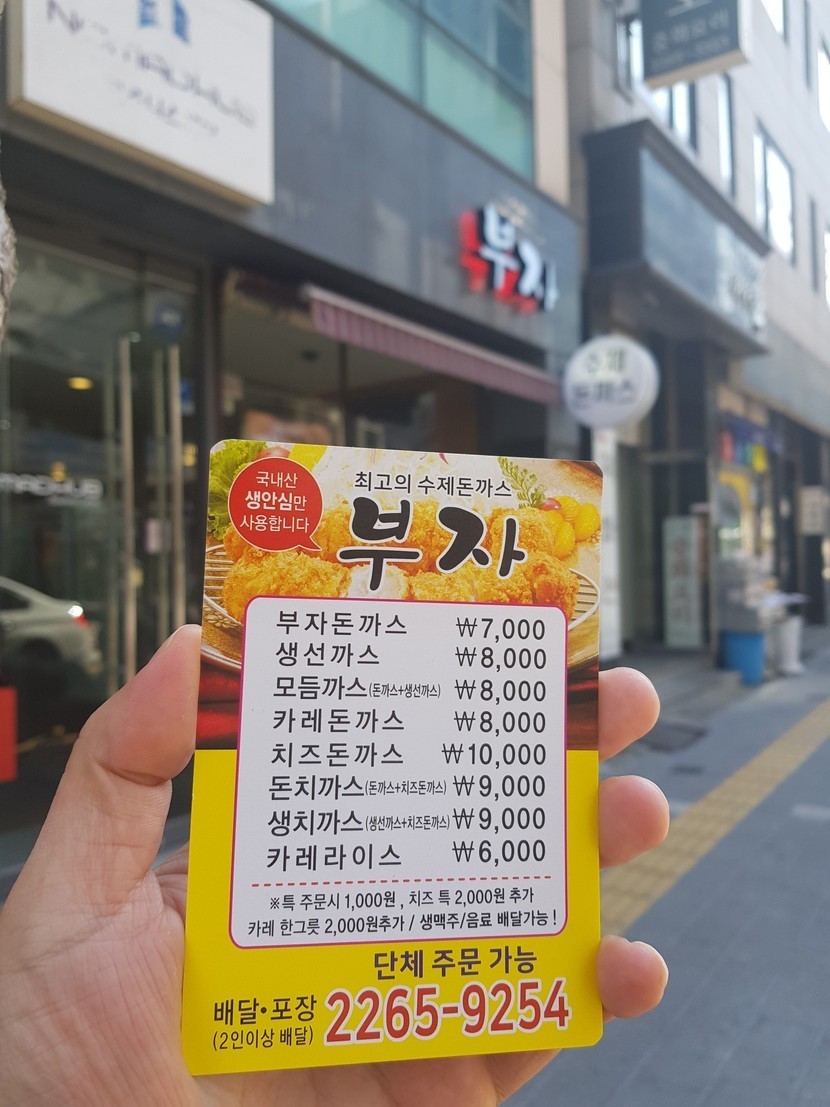 부자
수제
돈까스
국내산
생안심만
사용합니다
최고의 수제돈까스
부자
부자돈까스 ₩7,000
생선까스 ₩8,000
모듬까스(돈까스+생선까스) ₩8,000
카레돈까스 ₩8,000
치즈돈까스 ₩10,000
돈치까스(돈까스+치즈돈까스) ₩9,000
생치까스(생선까스+치즈돈까스) ₩9,000
카레라이스 ₩6,000
※특 주문시 1,000원 , 치즈 특 2,000원 추가
카레 한그릇 2,000원추가 / 생맥주/음료 배달가능 !
단체 주문 가능
배달•포장 2265-9254
(2인이상 배달)